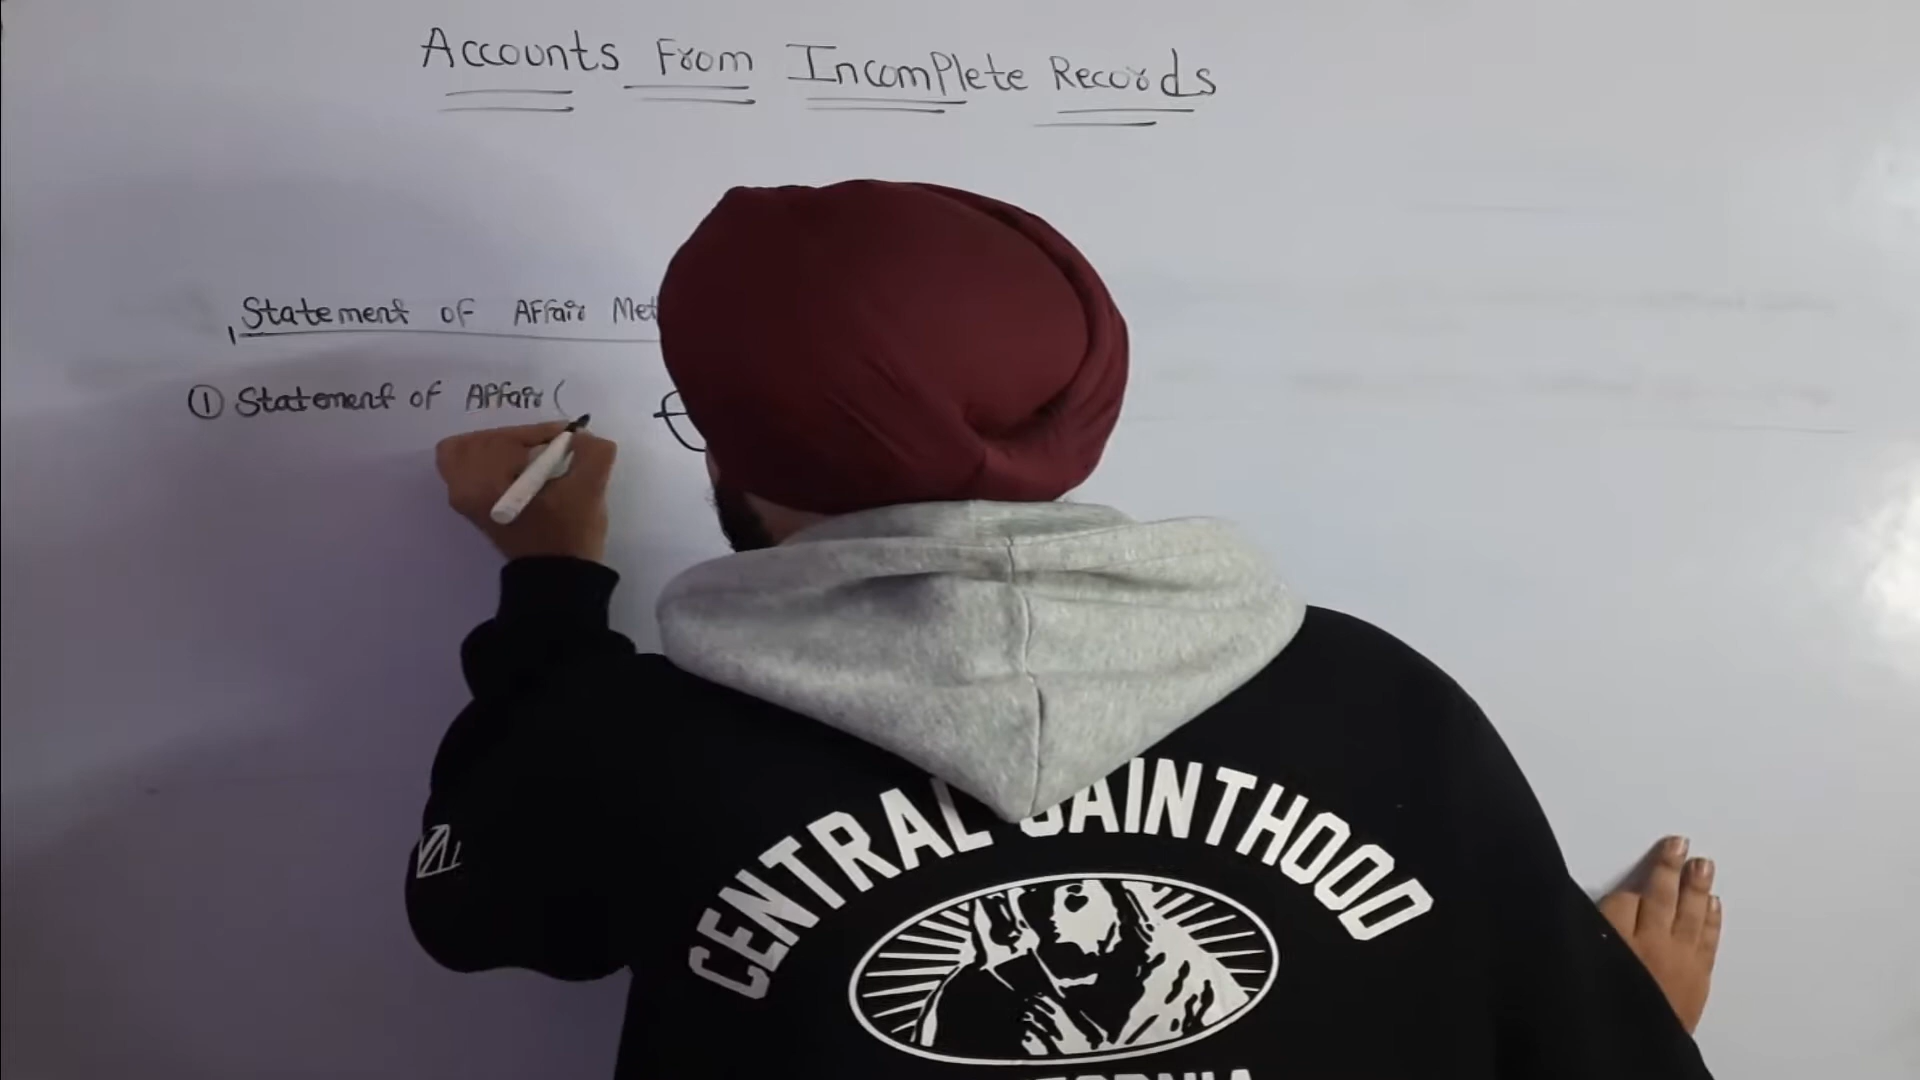 Accounts From Incomplete Records
Statement of Affair Met
① Statement of Affair (
CENTRAL SAINTHOOD